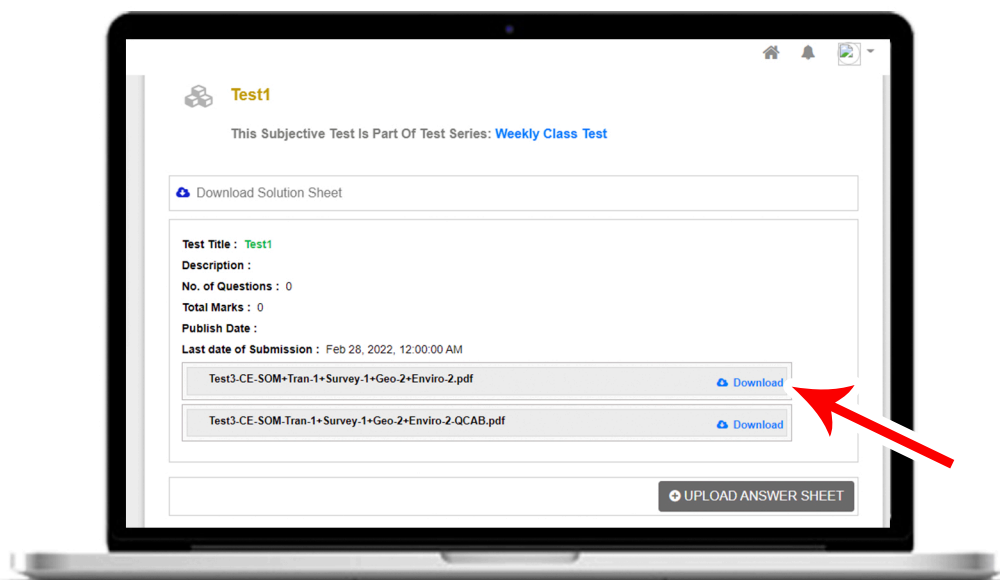 Test1
This Subjective Test Is Part Of Test Series: Weekly Class Test
Download Solution Sheet
Test Title : Test1
Description :
No. of Questions : 0
Total Marks : 0
Publish Date :
Last date of Submission : Feb 28, 2022, 12:00:00 AM
Test3-CE-SOM+Tran-1+Survey-1+Geo-2+Enviro-2.pdf Download
Test3-CE-SOM-Tran-1+Survey-1+Geo-2+Enviro-2-QCAB.pdf Download
UPLOAD ANSWER SHEET